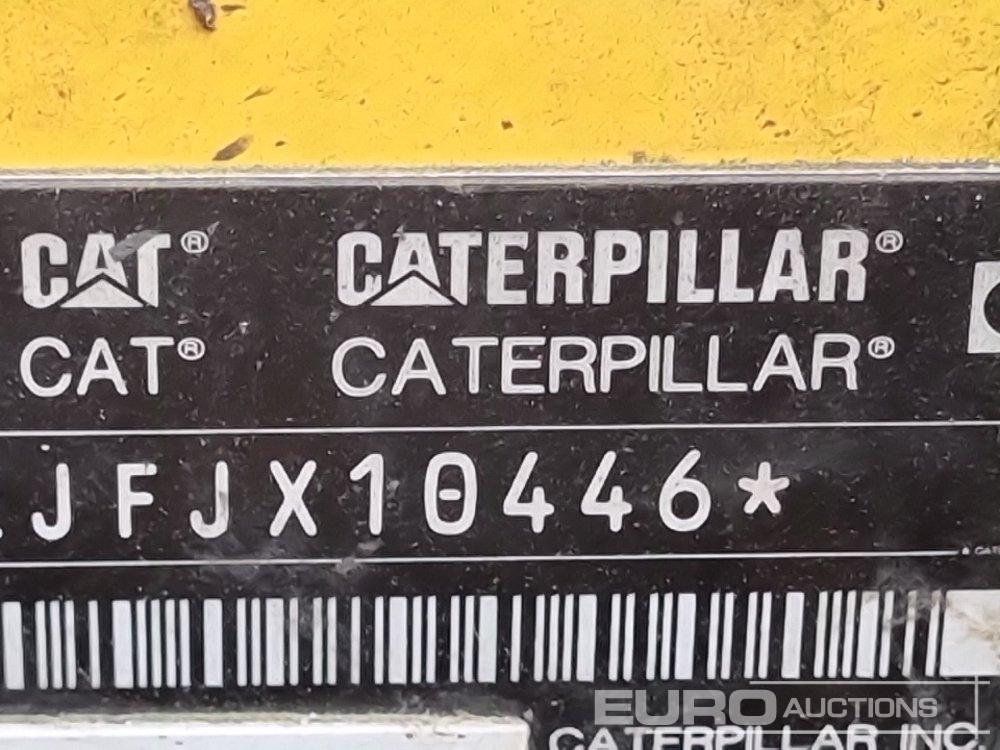 CAT® CATERPILLAR®
CAT® CATERPILLAR®
JFJX10446*
EURO AUCTIONS
CATERPILLAR INC